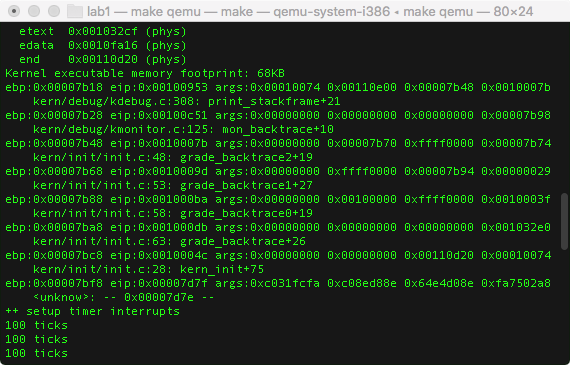 lab1 — make qemu — make — qemu-system-i386 ◂ make qemu — 80×24
etext  0x001032cf (phys)
edata  0x0010fa16 (phys)
end    0x00110d20 (phys)
Kernel executable memory footprint: 68KB
ebp:0x00007b18 eip:0x00100953 args:0x00010074 0x00110e00 0x00007b48 0x0010007b
kern/debug/kdebug.c:308: print_stackframe+21
ebp:0x00007b28 eip:0x00100c51 args:0x00000000 0x00000000 0x00000000 0x00007b98
kern/debug/kmonitor.c:125: mon_backtrace+10
ebp:0x00007b48 eip:0x0010007b args:0x00000000 0x00007b70 0xffff0000 0x00007b74
kern/init/init.c:48: grade_backtrace2+19
ebp:0x00007b68 eip:0x0010009d args:0x00000000 0xffff0000 0x00007b94 0x00000029
kern/init/init.c:53: grade_backtrace1+27
ebp:0x00007b88 eip:0x001000ba args:0x00000000 0x00100000 0xffff0000 0x0010003f
kern/init/init.c:58: grade_backtrace0+19
ebp:0x00007ba8 eip:0x001000db args:0x00000000 0x00000000 0x00000000 0x001032e0
kern/init/init.c:63: grade_backtrace+26
ebp:0x00007bc8 eip:0x0010004c args:0x00000000 0x00000000 0x00110d20 0x00010074
kern/init/init.c:28: kern_init+75
ebp:0x00007bf8 eip:0x00007d7f args:0xc031fcfa 0xc08ed88e 0x64e4d08e 0xfa7502a8
<unknow>: -- 0x00007d7e --
++ setup timer interrupts
100 ticks
100 ticks
100 ticks